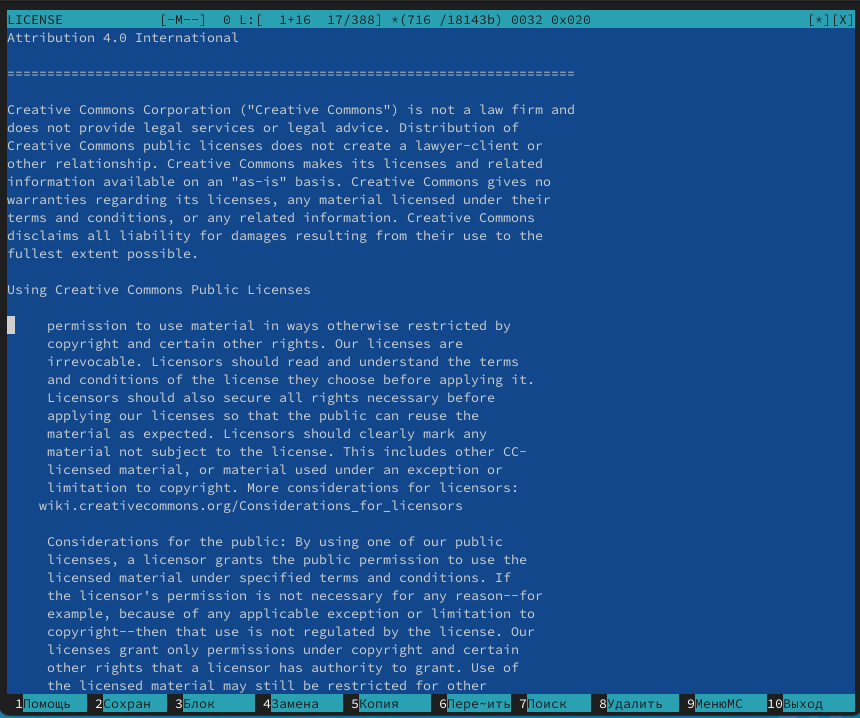 LICENSE [-M--] 0 L:[ 1+16 17/388] *(716 /18143b) 0032 0x020 [*][X]
Attribution 4.0 International
=======================================================================
Creative Commons Corporation ("Creative Commons") is not a law firm and
does not provide legal services or legal advice. Distribution of
Creative Commons public licenses does not create a lawyer-client or
other relationship. Creative Commons makes its licenses and related
information available on an "as-is" basis. Creative Commons gives no
warranties regarding its licenses, any material licensed under their
terms and conditions, or any related information. Creative Commons
disclaims all liability for damages resulting from their use to the
fullest extent possible.
Using Creative Commons Public Licenses
permission to use material in ways otherwise restricted by
copyright and certain other rights. Our licenses are
irrevocable. Licensors should read and understand the terms
and conditions of the license they choose before applying it.
Licensors should also secure all rights necessary before
applying our licenses so that the public can reuse the
material as expected. Licensors should clearly mark any
material not subject to the license. This includes other CC-
licensed material, or material used under an exception or
limitation to copyright. More considerations for licensors:
wiki.creativecommons.org/Considerations_for_licensors
Considerations for the public: By using one of our public
licenses, a licensor grants the public permission to use the
licensed material under specified terms and conditions. If
the licensor's permission is not necessary for any reason--for
example, because of any applicable exception or limitation to
copyright--then that use is not regulated by the license. Our
licenses grant only permissions under copyright and certain
other rights that a licensor has authority to grant. Use of
the licensed material may still be restricted for other
1Помощь 2Сохран 3Блок 4Замена 5Копия 6Пере~ить 7Поиск 8Удалить 9МенюMC 10Выход